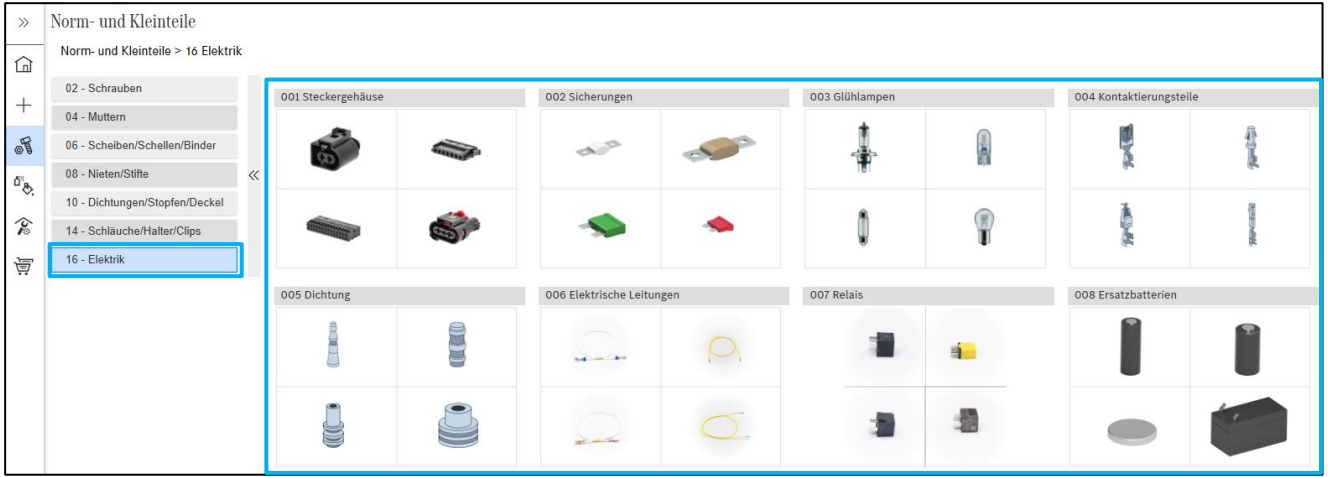 Norm- und Kleinteile
Norm- und Kleinteile > 16 Elektrik
02 - Schrauben
04 - Muttern
06 - Scheiben/Schellen/Binder
08 - Nieten/Stifte
10 - Dichtungen/Stopfen/Deckel
14 - Schläuche/Halter/Clips
16 - Elektrik
001 Steckergehäuse
002 Sicherungen
003 Glühlampen
004 Kontaktierungsteile
005 Dichtung
006 Elektrische Leitungen
007 Relais
008 Ersatzbatterien